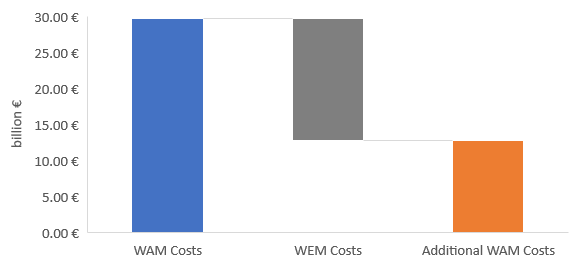 30.00 €
25.00 €
20.00 €
15.00 €
10.00 €
5.00 €
0.00 €
billion €
WAM Costs
WEM Costs
Additional WAM Costs